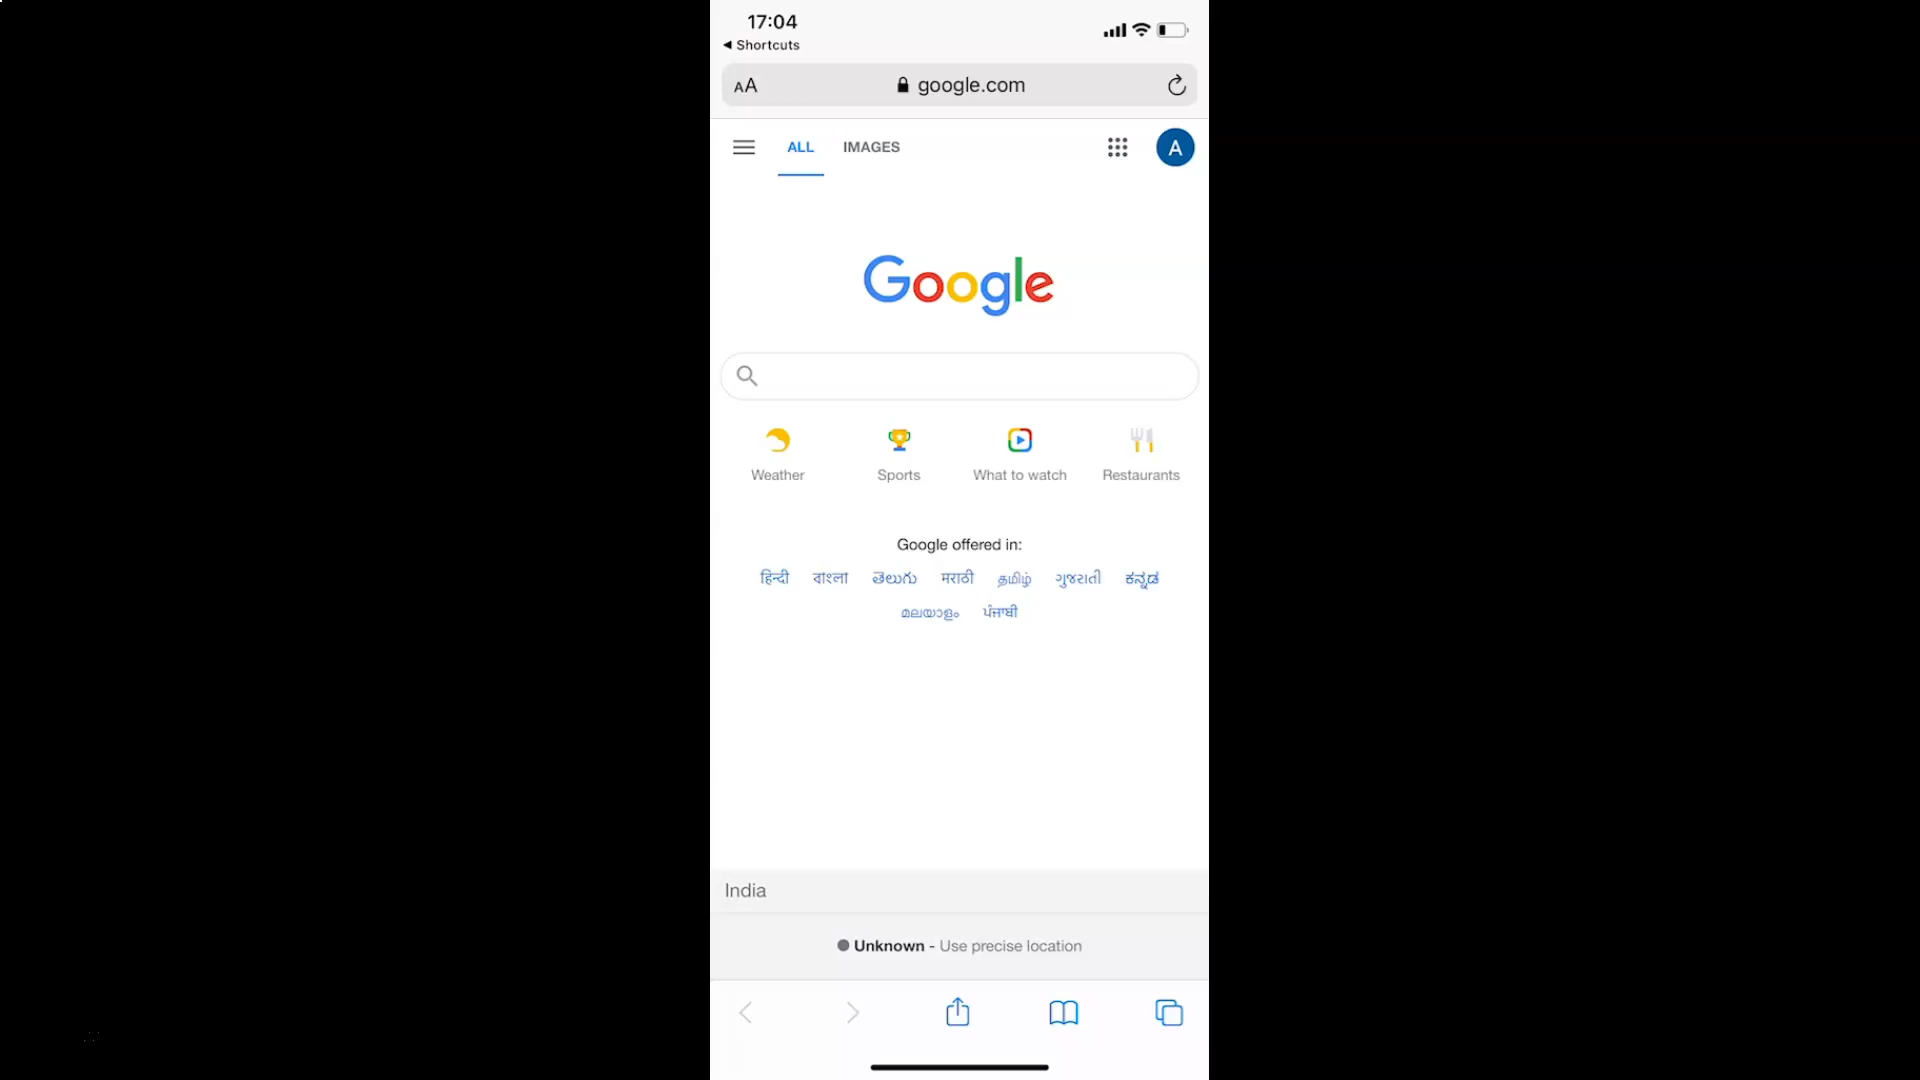 17:04
◀ Shortcuts
AA google.com
ALL IMAGES A
Google
Weather Sports What to watch Restaurants
Google offered in:
हिन्दी বাংলা తెలుగు मराठी தமிழ் ગુજરાતી ಕನ್ನಡ
മലയാളം ਪੰਜਾਬੀ
India
Unknown - Use precise location